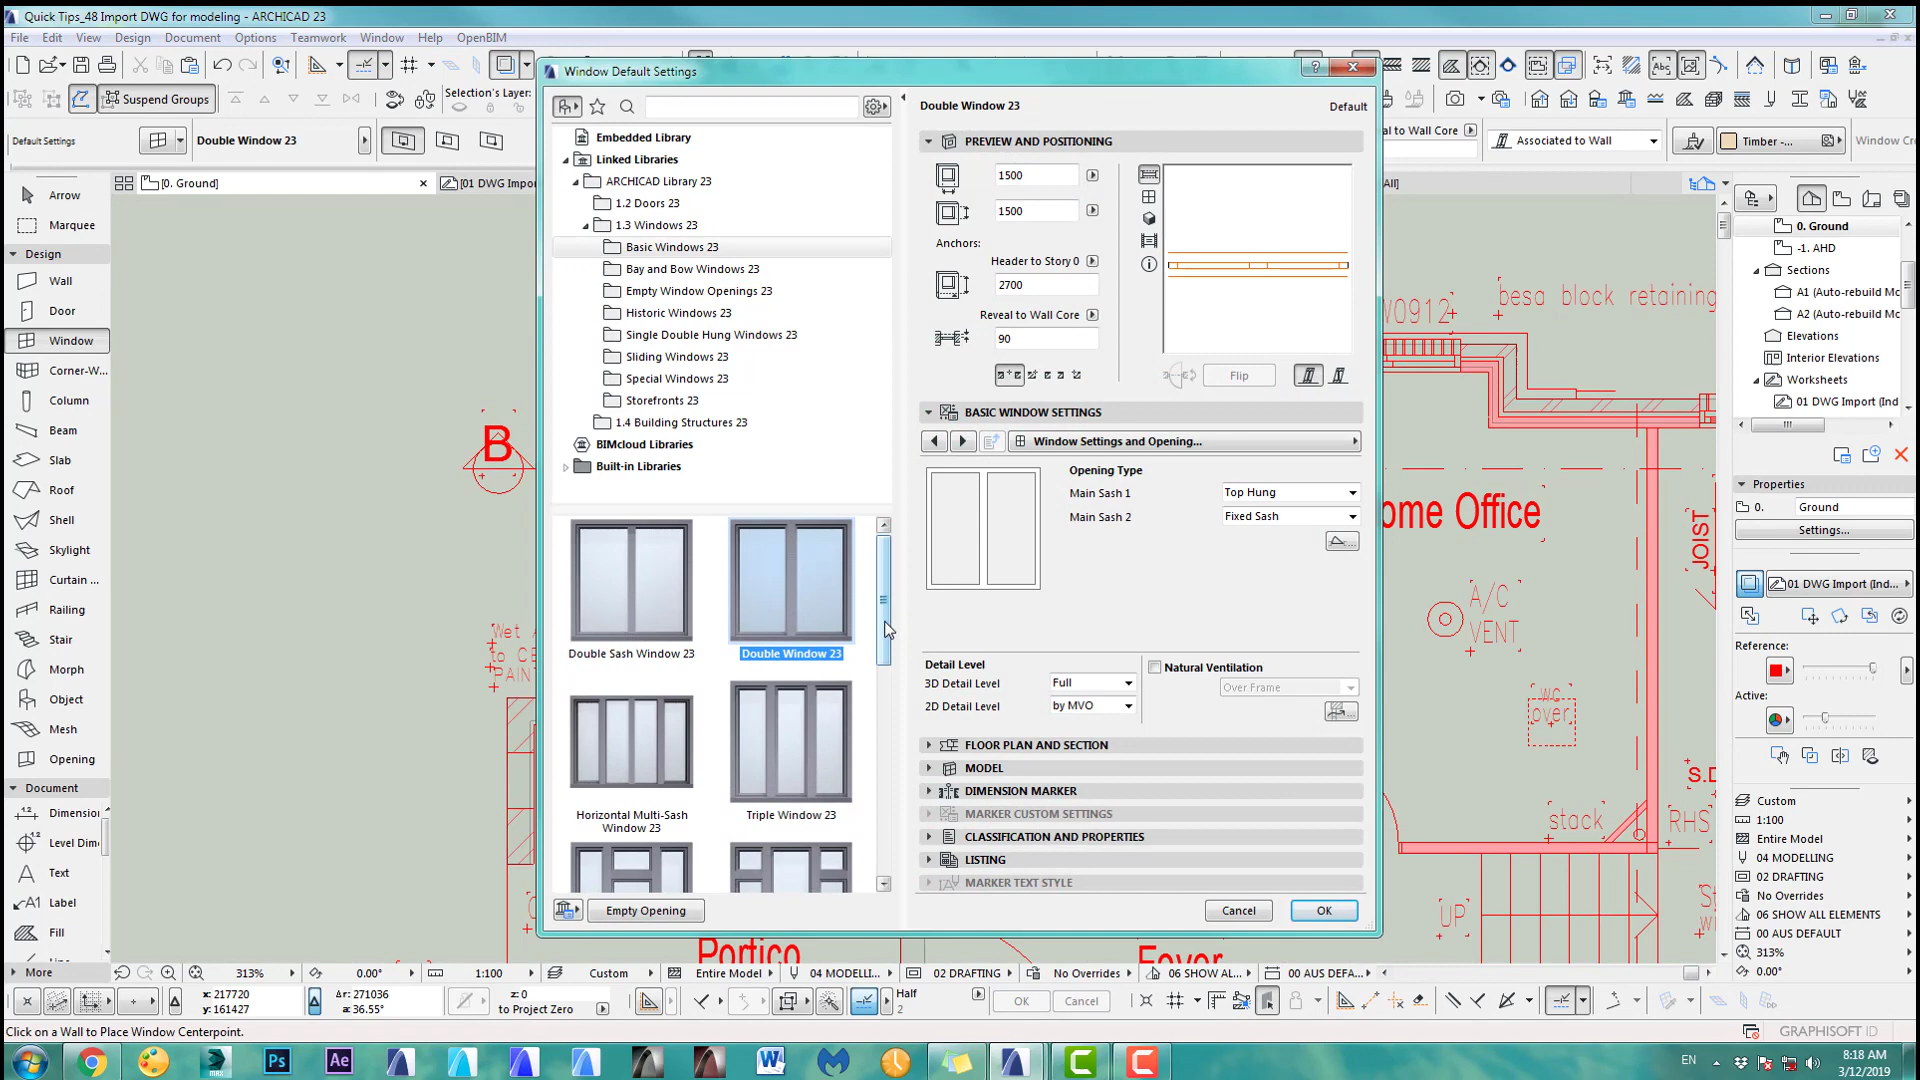 Quick Tips_48 Import DWG for modeling - ARCHICAD 23
File Edit View Design Document Options Teamwork Window Help OpenBIM
Window Default Settings
Suspend Groups
Selection's Layer:
Default Settings
Double Window 23
to Wall Core
Associated to Wall
Timber -...
Window Cr
[0. Ground]
[01 DWG Impor
All]
Arrow
Marquee
Design
Wall
Door
Window
Corner-W...
Column
Beam
Slab
Roof
Shell
Skylight
Curtain ...
Railing
Stair
Morph
Object
Mesh
Opening
Document
Dimension
Level Dime
Text
Label
Fill
More
Embedded Library
Linked Libraries
ARCHICAD Library 23
1.2 Doors 23
1.3 Windows 23
Basic Windows 23
Bay and Bow Windows 23
Empty Window Openings 23
Historic Windows 23
Single Double Hung Windows 23
Sliding Windows 23
Special Windows 23
Storefronts 23
1.4 Building Structures 23
BIMcloud Libraries
Built-in Libraries
Double Sash Window 23
Double Window 23
Horizontal Multi-Sash
Window 23
Triple Window 23
Empty Opening
Double Window 23
Default
PREVIEW AND POSITIONING
1500
1500
Anchors:
Header to Story 0
2700
Reveal to Wall Core
90
Flip
BASIC WINDOW SETTINGS
Window Settings and Opening...
Opening Type
Main Sash 1
Top Hung
Main Sash 2
Fixed Sash
Detail Level
3D Detail Level
Full
2D Detail Level
by MVO
Natural Ventilation
Over Frame
FLOOR PLAN AND SECTION
MODEL
DIMENSION MARKER
MARKER CUSTOM SETTINGS
CLASSIFICATION AND PROPERTIES
LISTING
MARKER TEXT STYLE
Cancel
OK
B
Wet
to CE
PAIN
Portico
Foyer
W0912
besa block retaining
ome Office
JOIST
A/C
VENT
wc
over
S.D
stack
RHS
UP
0. Ground
-1. AHD
Sections
A1 (Auto-rebuild Mc
A2 (Auto-rebuild Mc
Elevations
Interior Elevations
Worksheets
01 DWG Import (Ind
Properties
0.
Ground
Settings...
01 DWG Import (Ind...
Reference:
Active:
Custom
1:100
Entire Model
04 MODELLING
02 DRAFTING
No Overrides
06 SHOW ALL ELEMENTS
00 AUS DEFAULT
313%
0.00°
313%
0.00°
1:100
Custom
Entire Model
04 MODELLI...
02 DRAFTING
No Overrides
06 SHOW AL...
00 AUS DEFA...
x: 217720
y: 161427
Δr: 271036
a: 36.55°
z: 0
to Project Zero
Half
2
OK
Cancel
Click on a Wall to Place Window Centerpoint.
GRAPHISOFT ID
Ps
Ae
MAX
W
C
C
EN
8:18 AM
3/12/2019